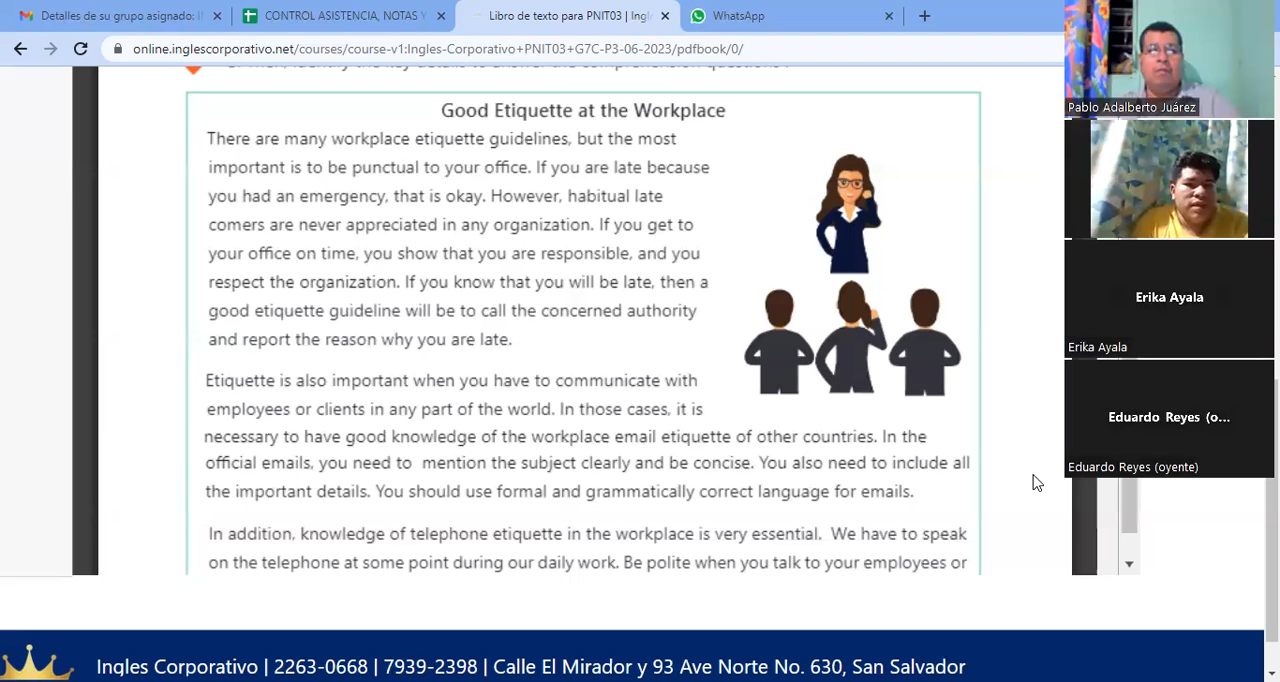 Detalles de su grupo asignado: I
CONTROL ASISTENCIA, NOTAS
Libro de texto para PNIT03 | Ingl
WhatsApp
online.inglescorporativo.net/courses/course-v1:Ingles-Corporativo+PNIT03+G7C-P3-06-2023/pdfbook/0/
Good Etiquette at the Workplace
There are many workplace etiquette guidelines, but the most
important is to be punctual to your office. If you are late because
you had an emergency, that is okay. However, habitual late
comers are never appreciated in any organization. If you get to
your office on time, you show that you are responsible, and you
respect the organization. If you know that you will be late, then a
good etiquette guideline will be to call the concerned authority
and report the reason why you are late.
Etiquette is also important when you have to communicate with
employees or clients in any part of the world. In those cases, it is
necessary to have good knowledge of the workplace email etiquette of other countries. In the
official emails, you need to mention the subject clearly and be concise. You also need to include all
the important details. You should use formal and grammatically correct language for emails.
In addition, knowledge of telephone etiquette in the workplace is very essential. We have to speak
on the telephone at some point during our daily work. Be polite when you talk to your employees or
Pablo Adalberto Juárez
Erika Ayala
Erika Ayala
Eduardo Reyes (o...
Eduardo Reyes (oyente)
Ingles Corporativo | 2263-0668 | 7939-2398 | Calle El Mirador y 93 Ave Norte No. 630, San Salvador